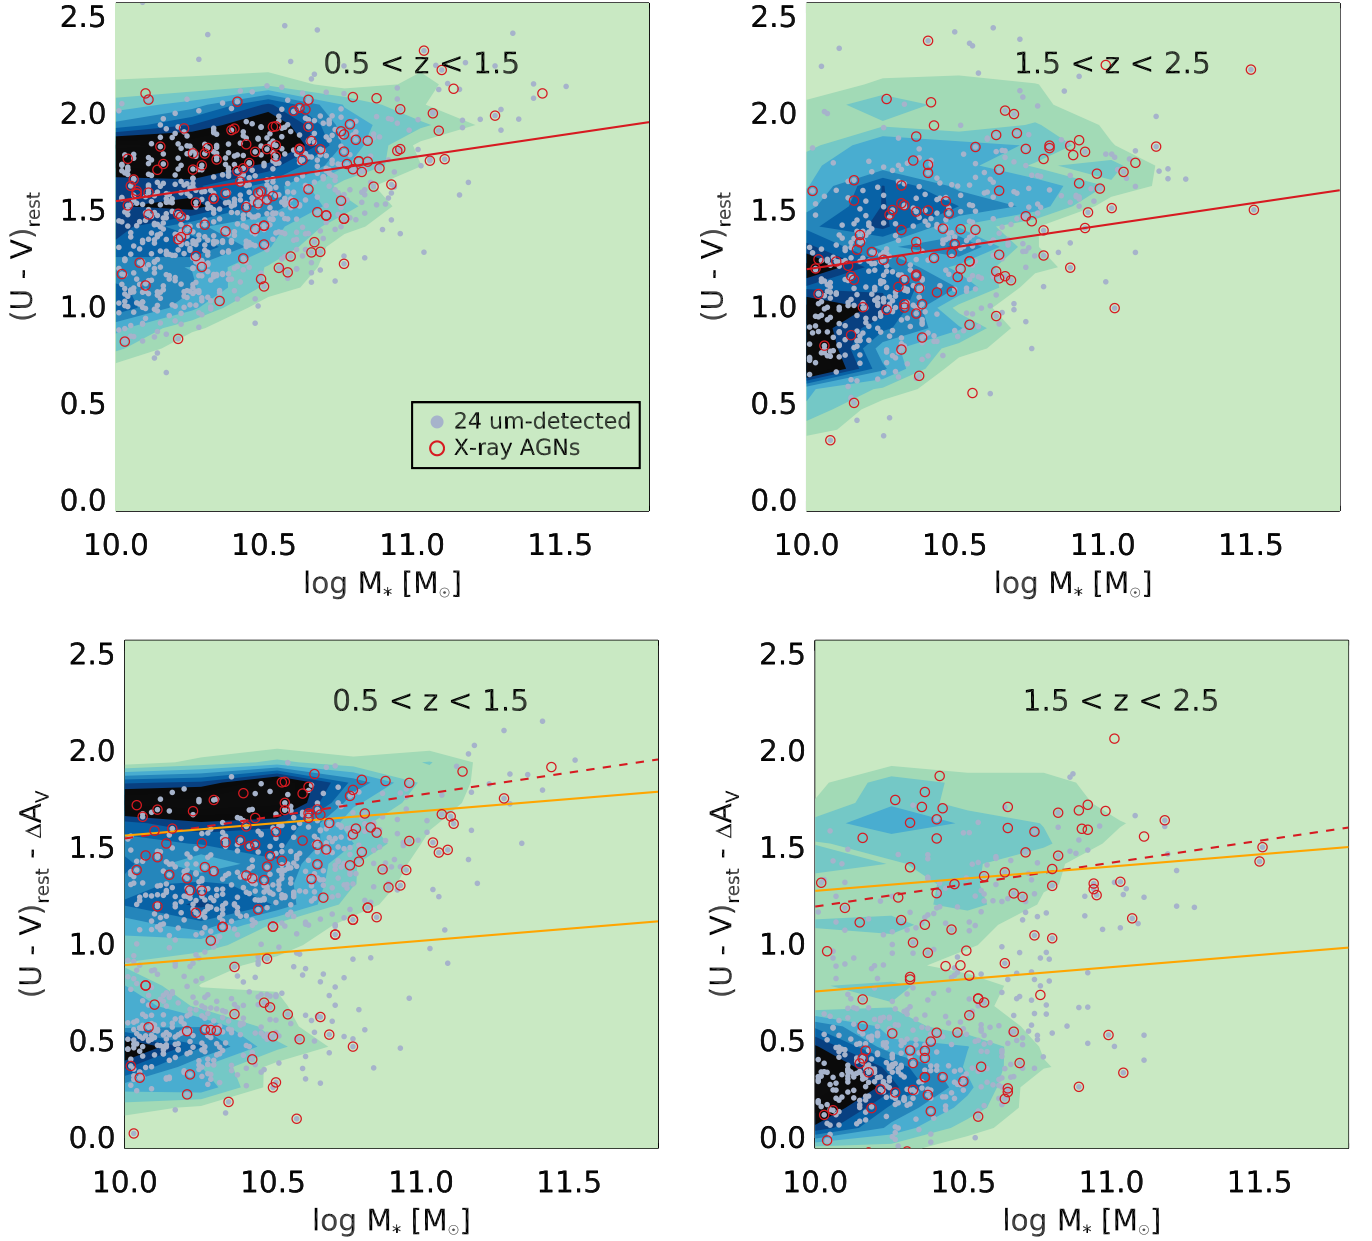 2.5
2.0
1.5
1.0
0.5
0.0
(U - V)rest
0.5 < z < 1.5
24 um-detected
X-ray AGNs
10.0 10.5 11.0 11.5
log M* [M☉]
2.5
2.0
1.5
1.0
0.5
0.0
(U - V)rest
1.5 < z < 2.5
10.0 10.5 11.0 11.5
log M* [M☉]
2.5
2.0
1.5
1.0
0.5
0.0
(U - V)rest - ΔAV
0.5 < z < 1.5
10.0 10.5 11.0 11.5
log M* [M☉]
2.5
2.0
1.5
1.0
0.5
0.0
(U - V)rest - ΔAV
1.5 < z < 2.5
10.0 10.5 11.0 11.5
log M* [M☉]